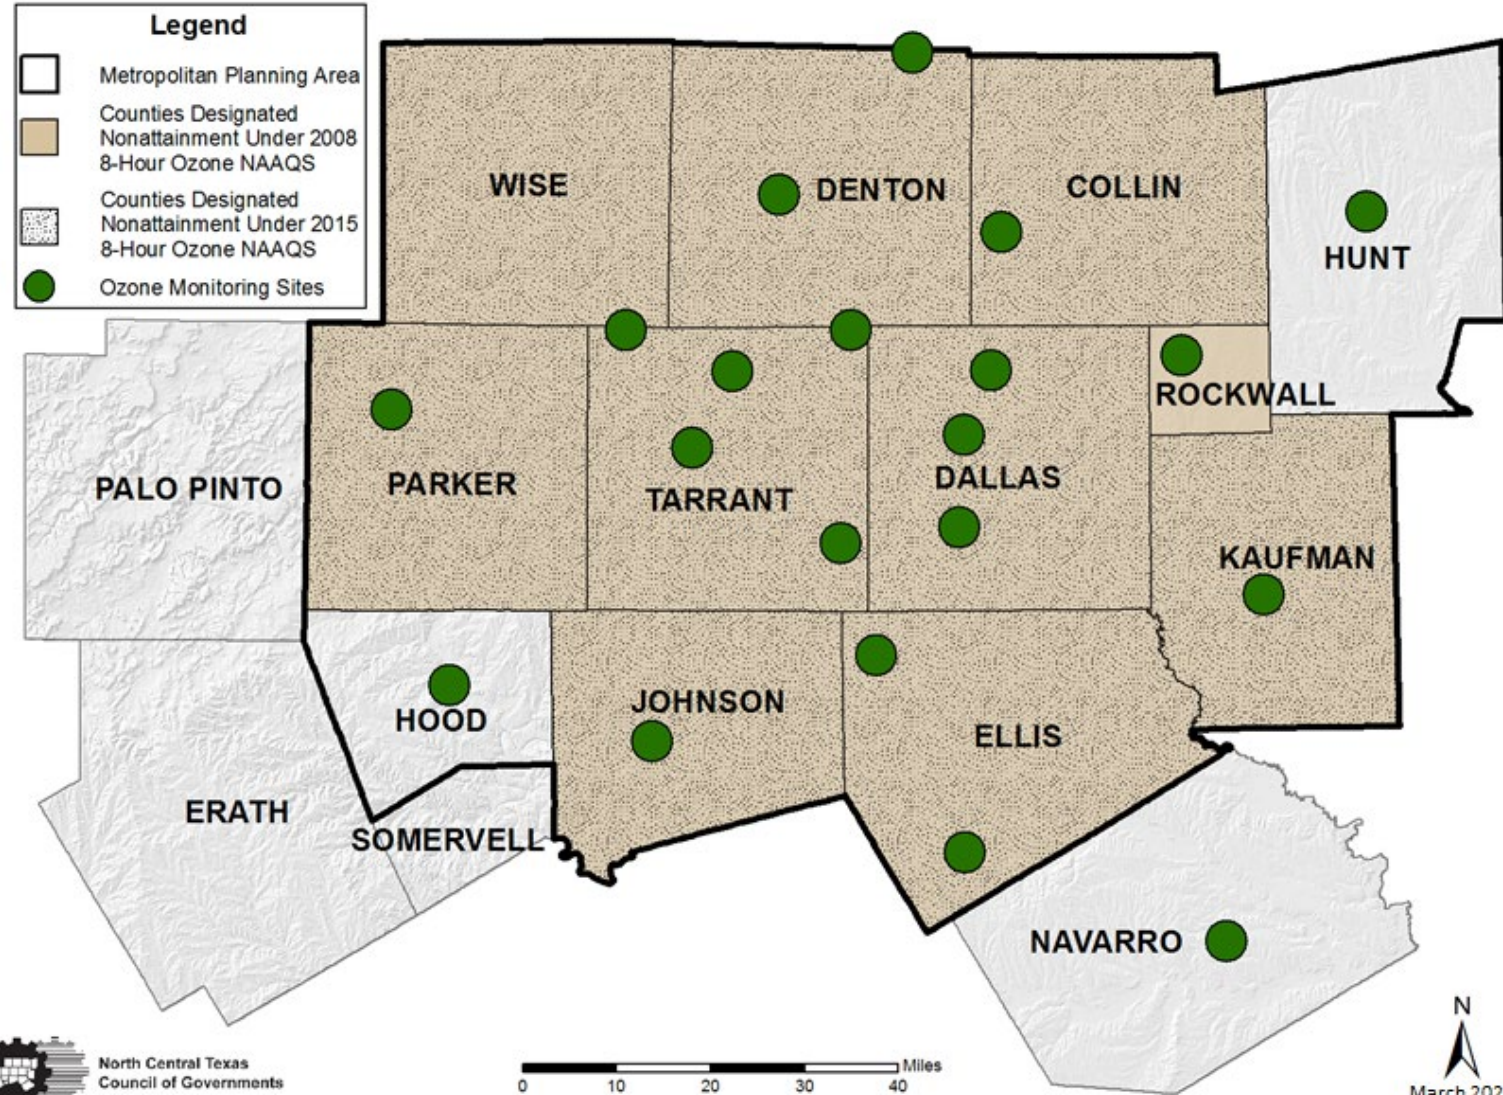 Legend
Metropolitan Planning Area
Counties Designated
Nonattainment Under 2008
8-Hour Ozone NAAQS
Counties Designated
Nonattainment Under 2015
8-Hour Ozone NAAQS
Ozone Monitoring Sites
WISE
DENTON
COLLIN
HUNT
ROCKWALL
PALO PINTO
PARKER
TARRANT
DALLAS
KAUFMAN
HOOD
JOHNSON
ELLIS
ERATH
SOMERVELL
NAVARRO
North Central Texas
Council of Governments
Miles
0 10 20 30 40
N
March 202